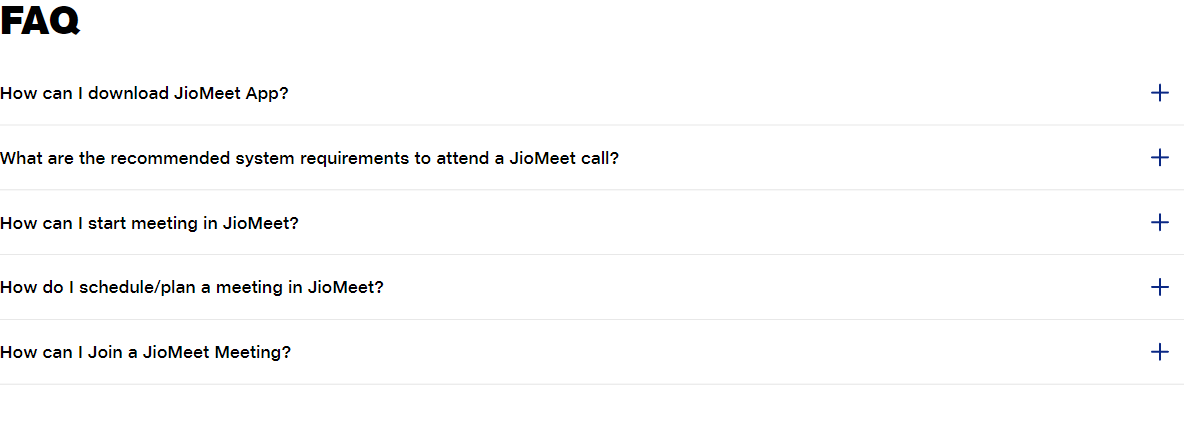 FAQ
How can I download JioMeet App?
What are the recommended system requirements to attend a JioMeet call?
How can I start meeting in JioMeet?
How do I schedule/plan a meeting in JioMeet?
How can I Join a JioMeet Meeting?